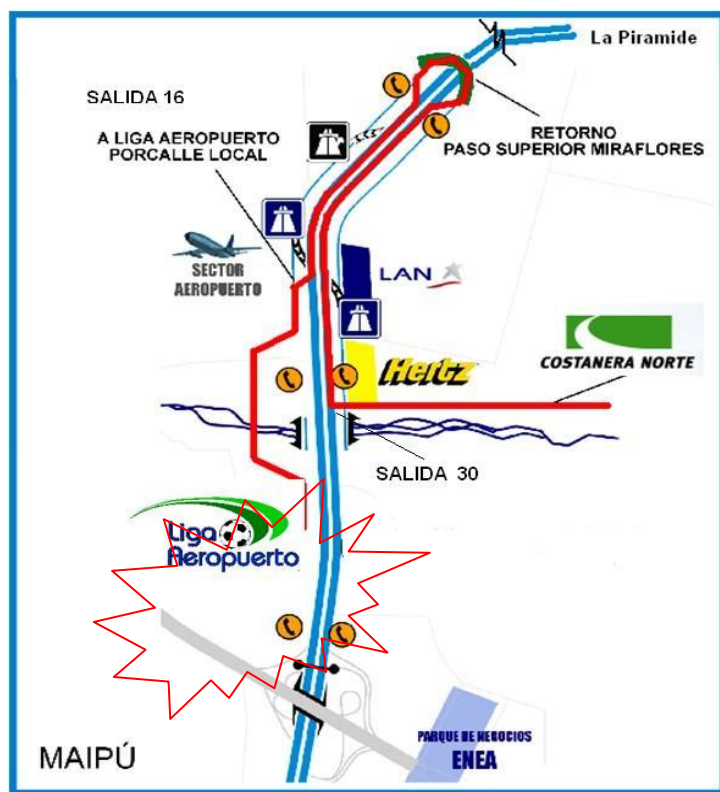 La Piramide
SALIDA 16
A LIGA AEROPUERTO
PORCALLE LOCAL
RETORNO
PASO SUPERIOR MIRAFLORES
SECTOR
AEROPUERTO
LAN
Hertz
COSTANERA NORTE
SALIDA 30
Liga
Aeropuerto
PARQUE DE NEGOCIOS
ENEA
MAIPÚ